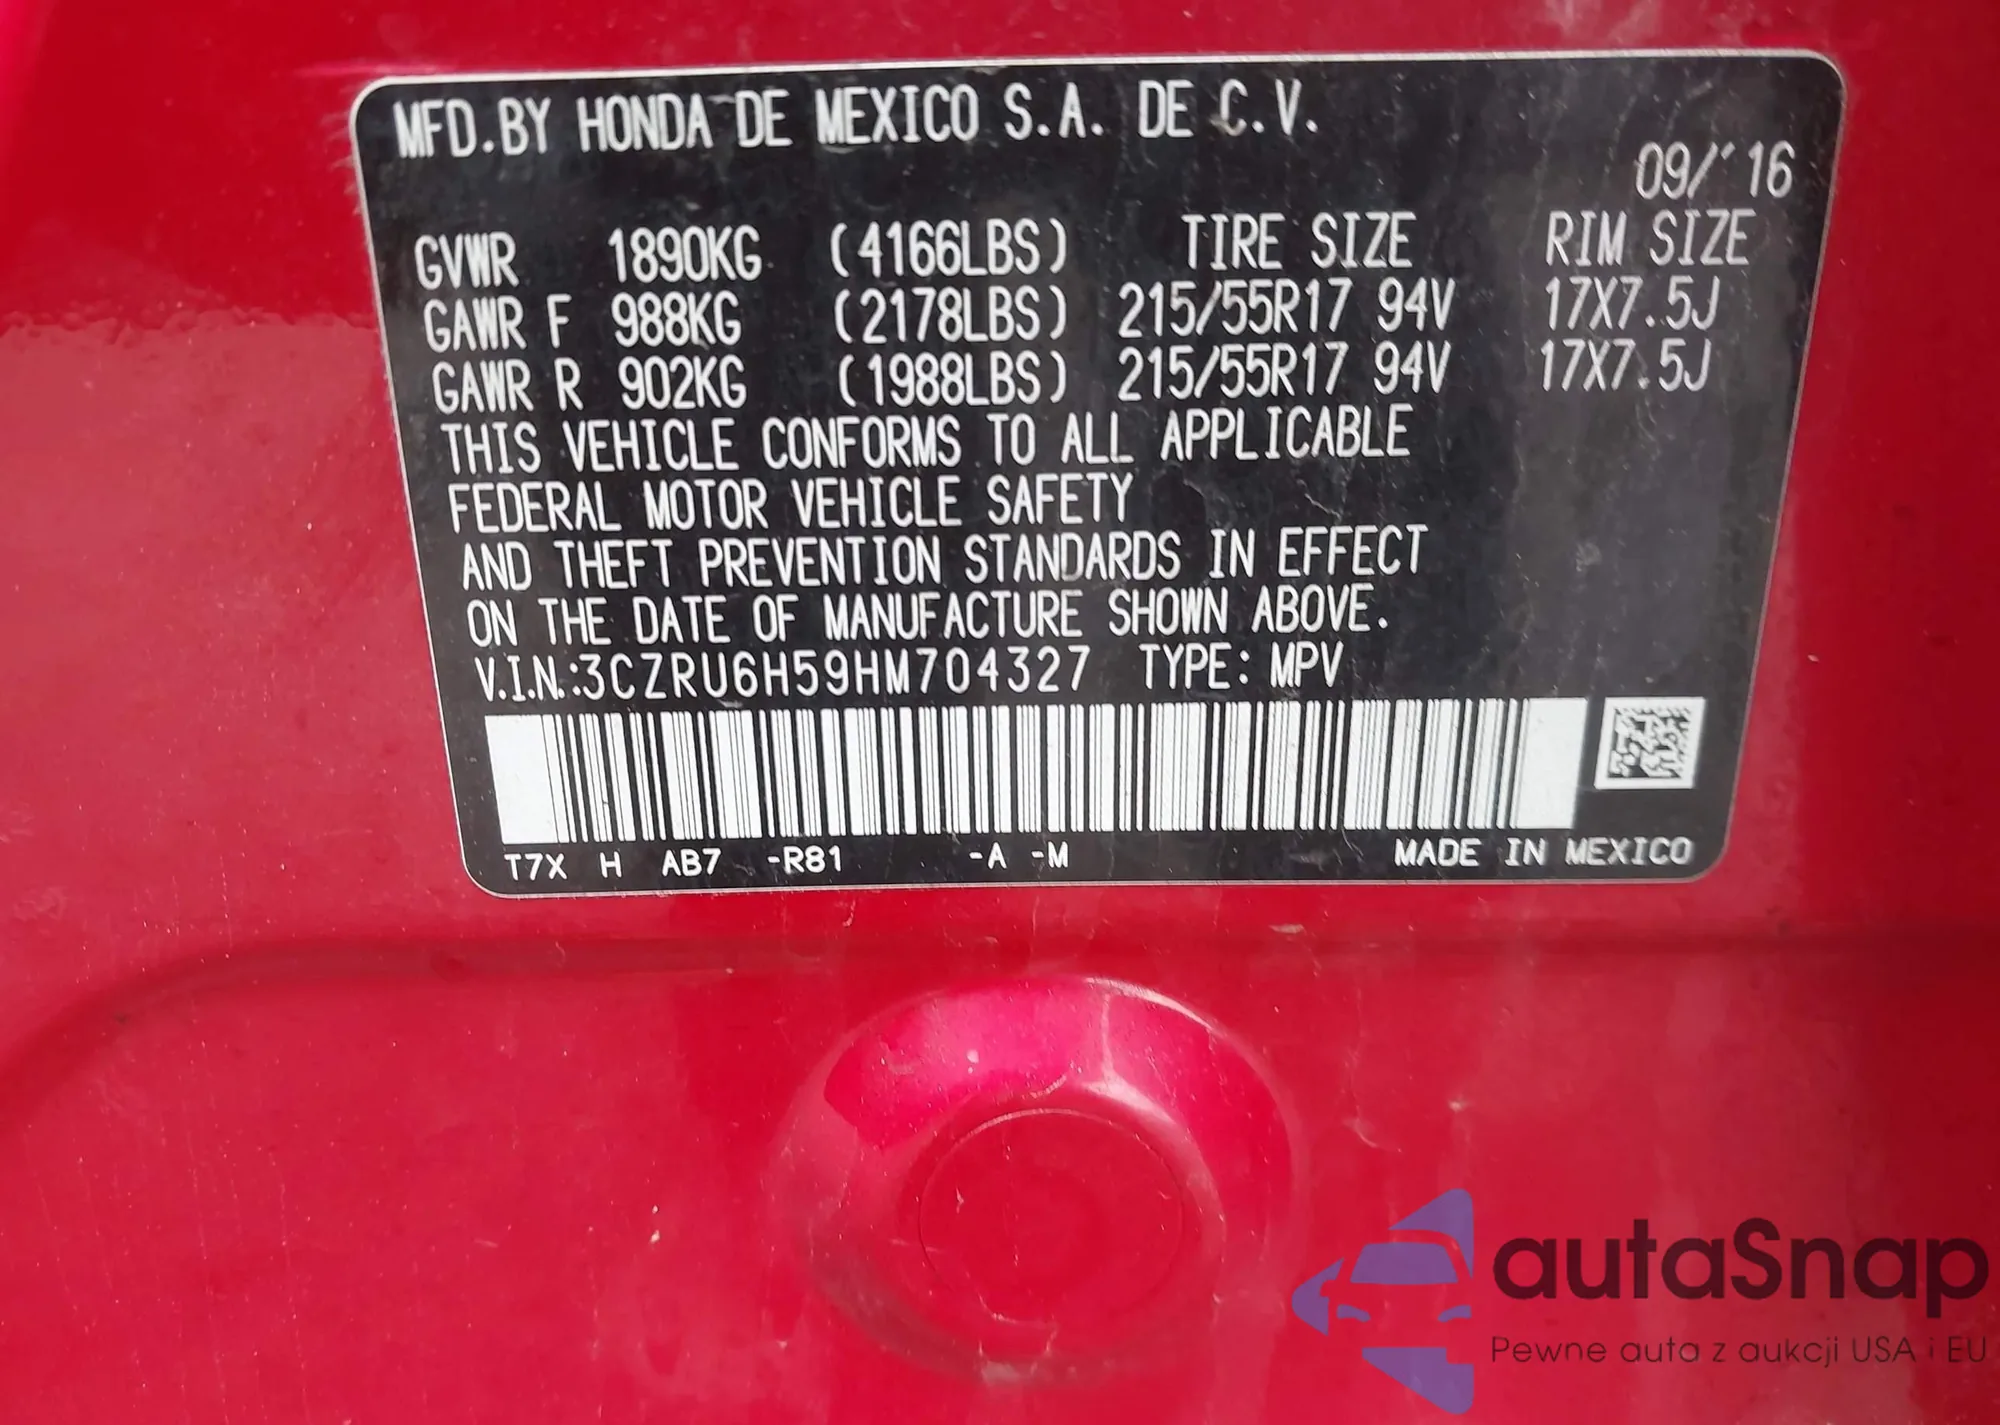 MFD.BY HONDA DE MEXICO S.A. DE C.V.
09/'16
GVWR 1890KG (4166LBS) TIRE SIZE RIM SIZE
GAWR F 988KG (2178LBS) 215/55R17 94V 17X7.5J
GAWR R 902KG (1988LBS) 215/55R17 94V 17X7.5J
THIS VEHICLE CONFORMS TO ALL APPLICABLE
FEDERAL MOTOR VEHICLE SAFETY
AND THEFT PREVENTION STANDARDS IN EFFECT
ON THE DATE OF MANUFACTURE SHOWN ABOVE.
V.I.N.:3CZRU6H59HM704327 TYPE: MPV
T7X H AB7 -R81 -A -M MADE IN MEXICO
autaSnap
Pewne auta z aukcji USA i EU